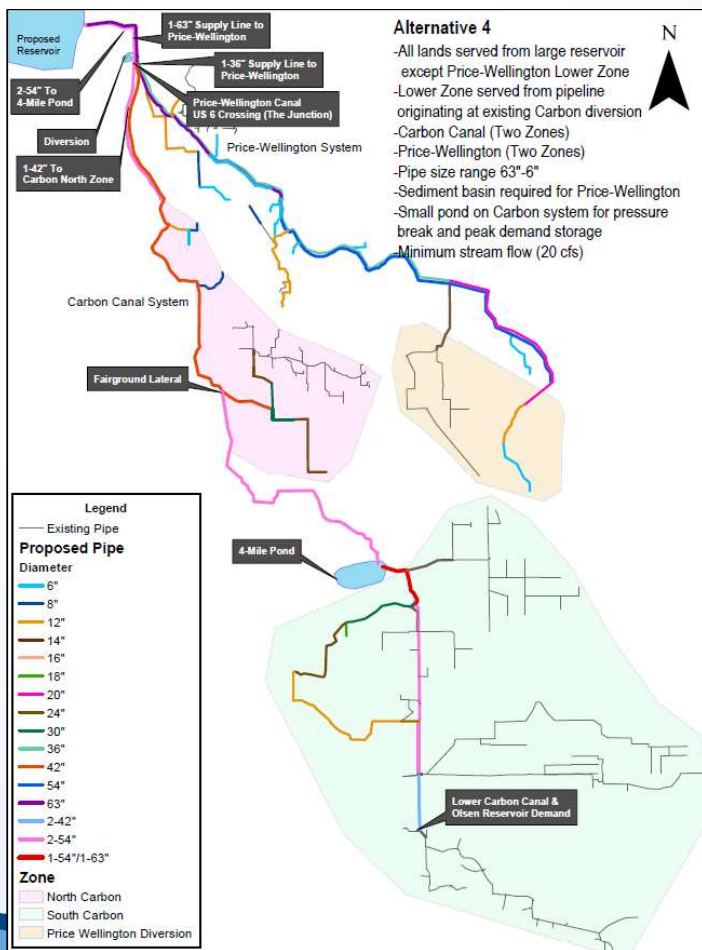 Proposed
Reservoir
1-63" Supply Line to
Price-Wellington
1-36" Supply Line to
Price-Wellington
2-54" To
4-Mile Pond
Price-Wellington Canal
US 6 Crossing (The Junction)
Diversion
1-42" To
Carbon North Zone
Price-Wellington System
Alternative 4
-All lands served from large reservoir
except Price-Wellington Lower Zone
-Lower Zone served from pipeline
originating at existing Carbon diversion
-Carbon Canal (Two Zones)
-Price-Wellington (Two Zones)
-Pipe size range 63"-6"
-Sediment basin required for Price-Wellington
-Small pond on Carbon system for pressure
break and peak demand storage
-Minimum stream flow (20 cfs)
N
Carbon Canal System
Fairground Lateral
4-Mile Pond
Lower Carbon Canal &
Olsen Reservoir Demand
Legend
Existing Pipe
Proposed Pipe
Diameter
6"
8"
12"
14"
16"
18"
20"
24"
30"
36"
42"
54"
63"
2-42"
2-54"
1-54"/1-63"
Zone
North Carbon
South Carbon
Price Wellington Diversion